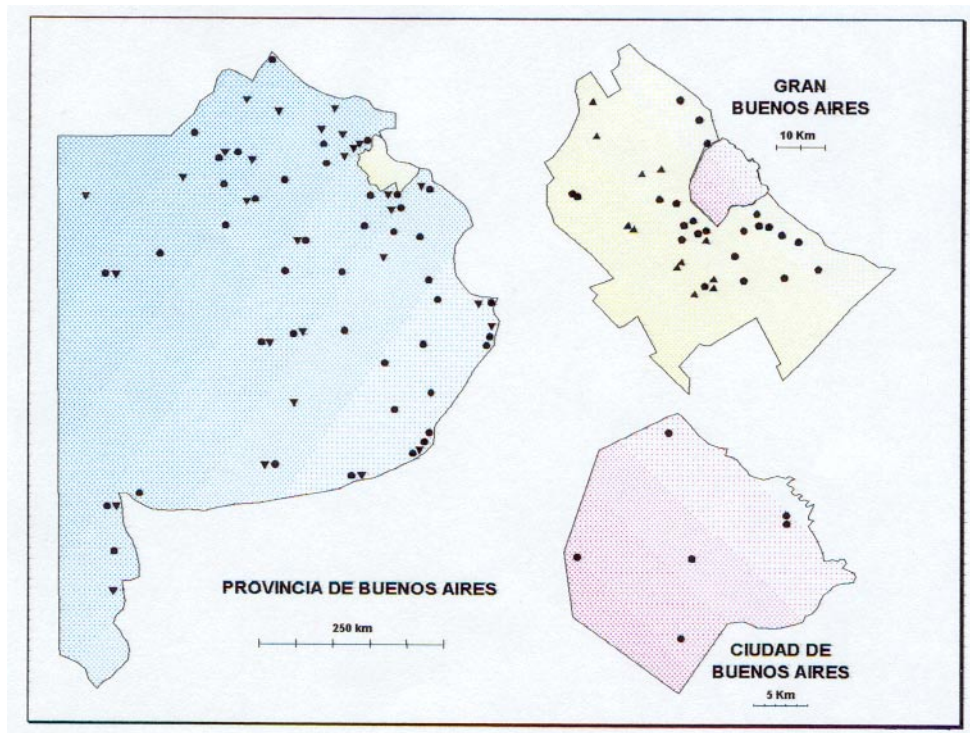 GRAN
BUENOS AIRES
10 Km
PROVINCIA DE BUENOS AIRES
250 km
CIUDAD DE
BUENOS AIRES
5 Km